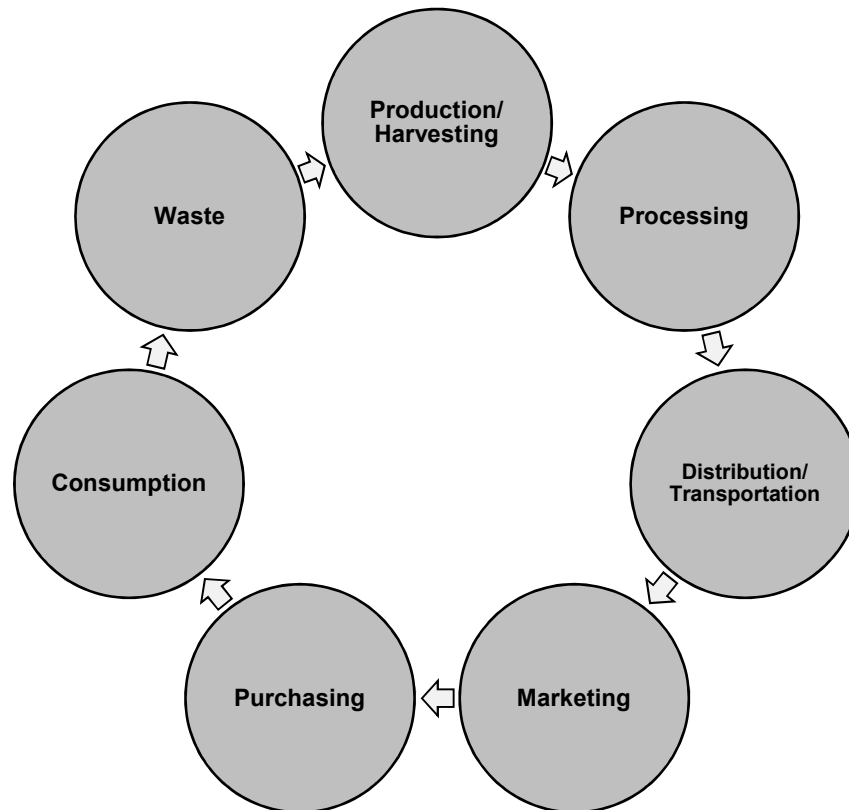 Production/
Harvesting
Processing
Distribution/
Transportation
Marketing
Purchasing
Consumption
Waste